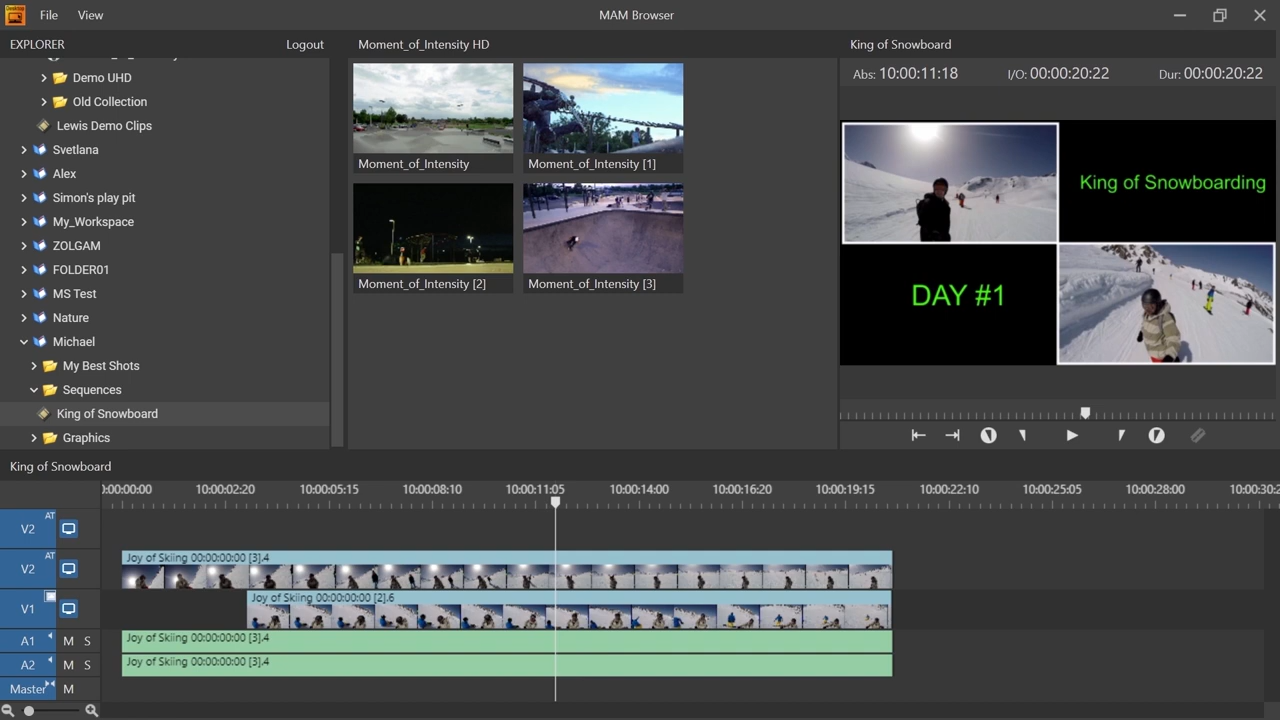 File View MAM Browser
EXPLORER Logout
Demo UHD
Old Collection
Lewis Demo Clips
Svetlana
Alex
Simon's play pit
My_Workspace
ZOLGAM
FOLDER01
MS Test
Nature
Michael
My Best Shots
Sequences
King of Snowboard
Graphics
Moment_of_Intensity HD
Moment_of_Intensity
Moment_of_Intensity [1]
Moment_of_Intensity [2]
Moment_of_Intensity [3]
King of Snowboard
Abs: 10:00:11:18 I/O: 00:00:20:22 Dur: 00:00:20:22
King of Snowboarding
DAY #1
King of Snowboard
10:00:02:20 10:00:05:15 10:00:08:10 10:00:11:05 10:00:14:00 10:00:16:20 10:00:19:15 10:00:22:10 10:00:25:05 10:00:28:00
V2 AT
V2 AT
Joy of Skiing 00:00:00:00 [3].4
V1
Joy of Skiing 00:00:00:00 [2].6
A1 M S
Joy of Skiing 00:00:00:00 [3].4
A2 M S
Joy of Skiing 00:00:00:00 [3].4
Master M